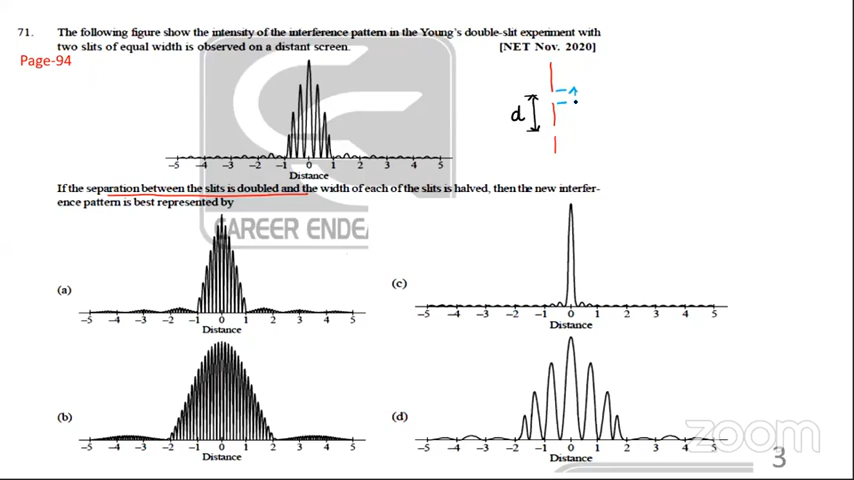 71. The following figure show the intensity of the interference pattern in the Young's double-slit experiment with
two slits of equal width is observed on a distant screen. [NET Nov. 2020]
Page-94
d
-5 -4 -3 -2 -1 0 1 2 3 4 5
Distance
If the separation between the slits is doubled and the width of each of the slits is halved, then the new interfer-
ence pattern is best represented by
CAREER ENDEA
(a)
-5 -4 -3 -2 -1 0 1 2 3 4 5
Distance
(c)
-5 -4 -3 -2 -1 0 1 2 3 4 5
Distance
(b)
-5 -4 -3 -2 -1 0 1 2 3 4 5
Distance
(d)
-5 -4 -3 -2 -1 0 1 2 3 4 5
Distance
zoom
3